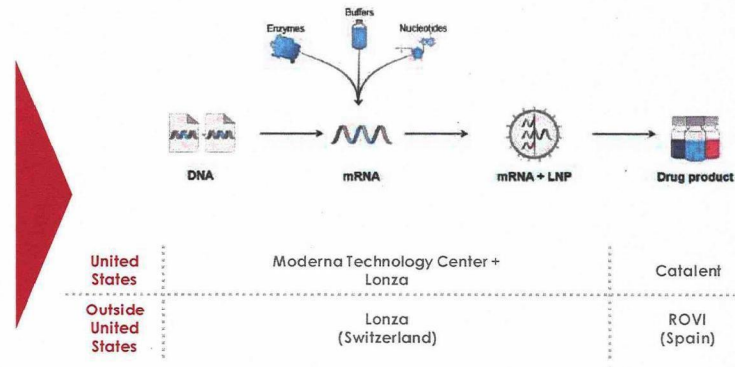 Buffers
Enzymes
Nucleotides
DNA
mRNA
mRNA + LNP
Drug product
United
States
Moderna Technology Center +
Lonza
Catalent
Outside
United
States
Lonza
(Switzerland)
ROVI
(Spain)